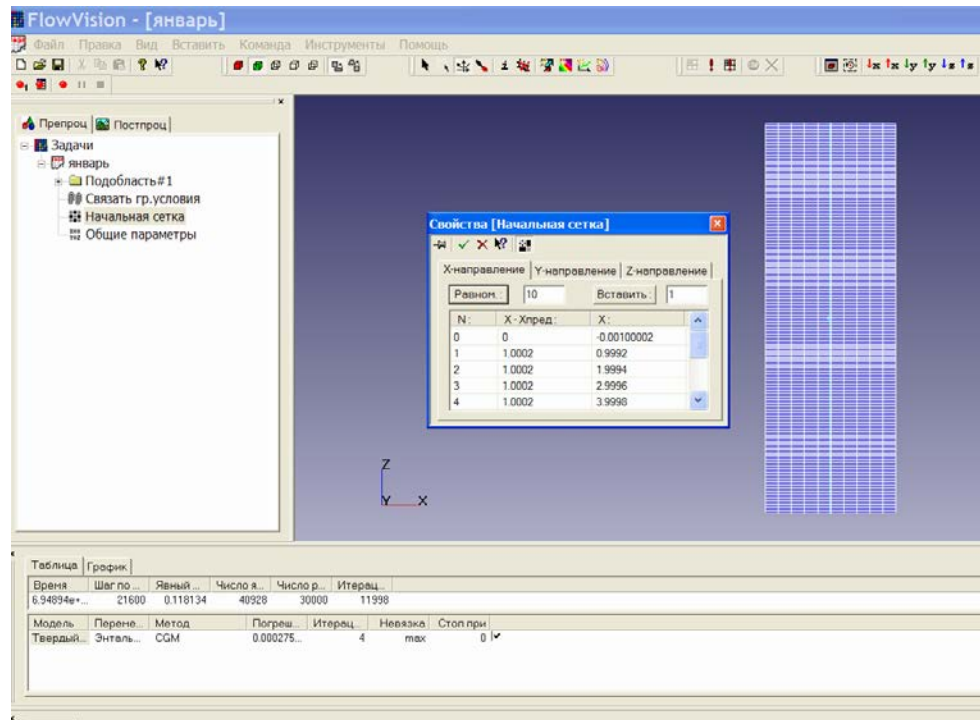 FlowVision - [январь]
Файл Правка Вид Вставить Команда Инструменты Помощь
Препроц Постпроц
Задачи
январь
Подобласть#1
Связать гр.условия
Начальная сетка
Общие параметры
Свойства [Начальная сетка]
X-направление Y-направление Z-направление
Равном.: 10 Вставить: 1
N: X-Xпред: X:
0 0 -0.00100002
1 1.0002 0.9992
2 1.0002 1.9994
3 1.0002 2.9996
4 1.0002 3.9998
Z
Y X
Таблица График
Время Шаг по ... Явный ... Число я... Число р... Итерац...
6.94894e+... 21600 0.118134 40928 30000 11998
Модель Перене... Метод Погреш... Итерац... Невязка Стоп при
Твердый... Энталь... CGM 0.000275... 4 max 0